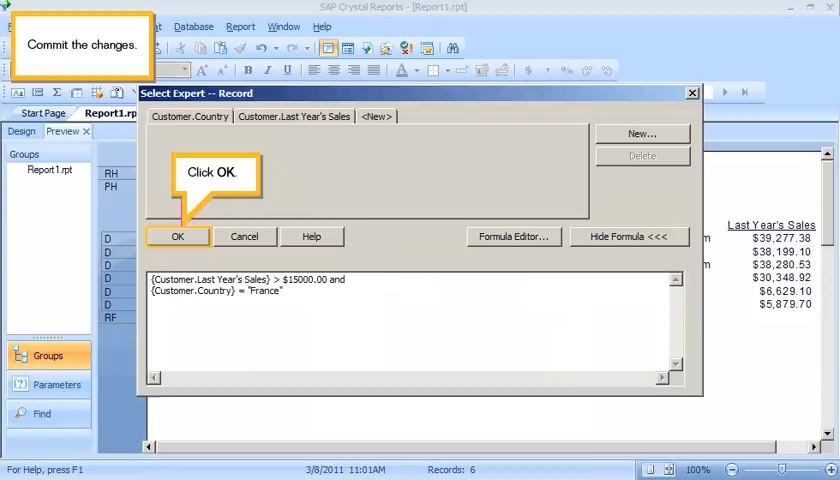 SAP Crystal Reports - [Report1.rpt]
Commit the changes.
Database Report Window Help
Start Page Report1.rp
Design Preview
Groups
Report1.rpt
Groups
Parameters
Find
RH
PH
D
D
D
D
D
D
RF
Select Expert -- Record
Customer.Country Customer.Last Year's Sales <New>
New...
Delete
Click OK.
OK Cancel Help Formula Editor... Hide Formula <<<
{Customer.Last Year's Sales} > $15000.00 and
{Customer.Country} = "France"
Last Year's Sales
m $39,277.38
$38,199.10
m $38,280.53
$30,348.92
$6,629.10
$5,879.70
For Help, press F1 3/8/2011 11:01AM Records: 6 100%